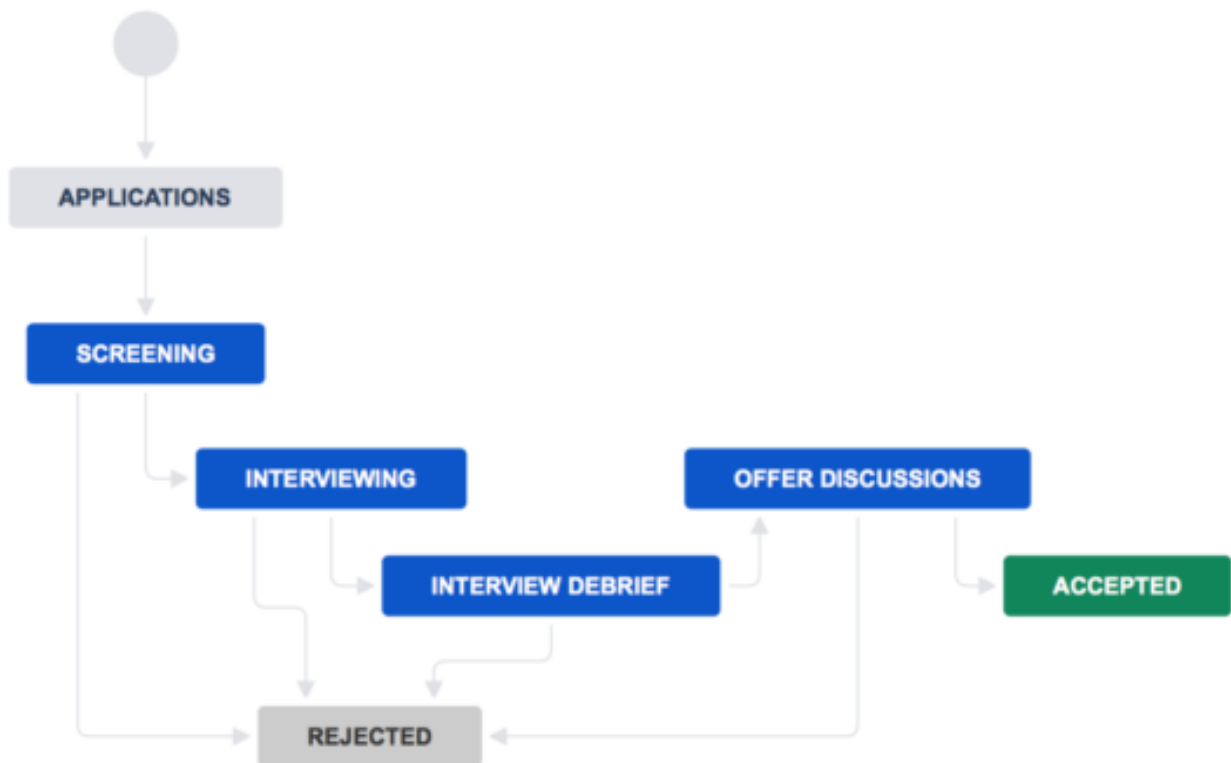 APPLICATIONS
SCREENING
INTERVIEWING
OFFER DISCUSSIONS
INTERVIEW DEBRIEF
ACCEPTED
REJECTED